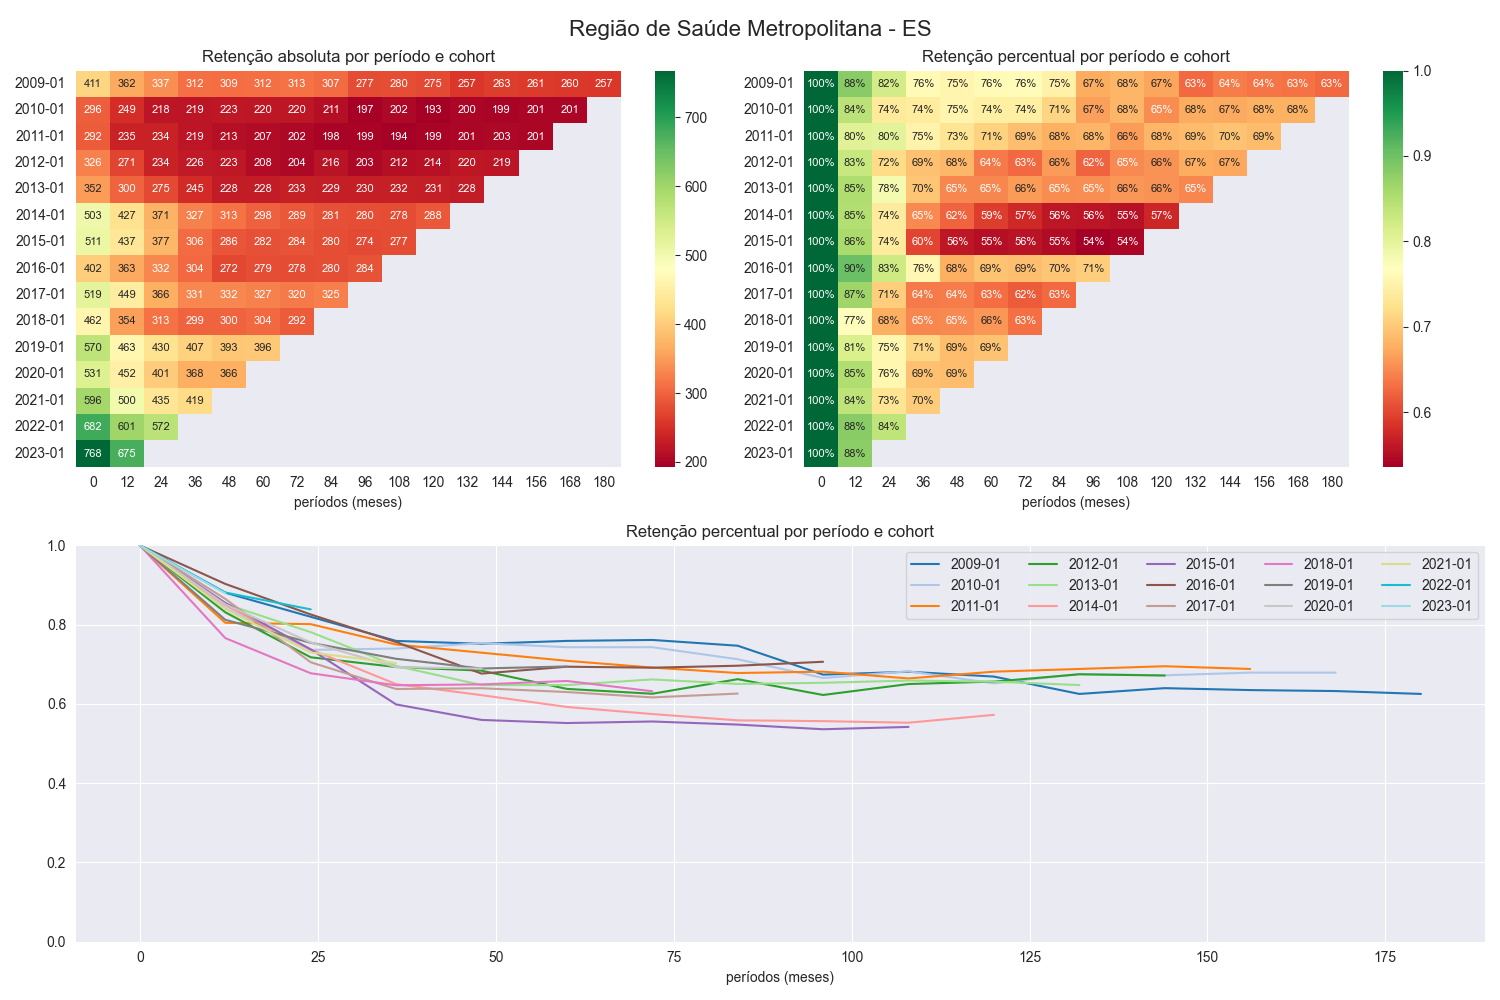 Região de Saúde Metropolitana - ES
Retenção absoluta por período e cohort
2009-01 411 362 337 312 309 312 313 307 277 280 275 257 263 261 260 257
2010-01 296 249 218 219 223 220 220 211 197 202 193 200 199 201 201
2011-01 292 235 234 219 213 207 202 198 199 194 199 201 203 201
2012-01 326 271 234 226 223 208 204 216 203 212 214 220 219
2013-01 352 300 275 245 228 228 233 229 230 232 231 228
2014-01 503 427 371 327 313 298 289 281 280 278 288
2015-01 511 437 377 306 286 282 284 280 274 277
2016-01 402 363 332 304 272 279 278 280 284
2017-01 519 449 366 331 332 327 320 325
2018-01 462 354 313 299 300 304 292
2019-01 570 463 430 407 393 396
2020-01 531 452 401 368 366
2021-01 596 500 435 419
2022-01 682 601 572
2023-01 768 675
0 12 24 36 48 60 72 84 96 108 120 132 144 156 168 180
períodos (meses)
700
600
500
400
300
200
Retenção percentual por período e cohort
2009-01 100% 88% 82% 76% 75% 76% 76% 75% 67% 68% 67% 63% 64% 64% 63% 63%
2010-01 100% 84% 74% 74% 75% 74% 74% 71% 67% 68% 65% 68% 67% 68% 68%
2011-01 100% 80% 80% 75% 73% 71% 69% 68% 68% 66% 68% 69% 70% 69%
2012-01 100% 83% 72% 69% 68% 64% 63% 66% 62% 65% 66% 67% 67%
2013-01 100% 85% 78% 70% 65% 65% 66% 65% 65% 66% 66% 65%
2014-01 100% 85% 74% 65% 62% 59% 57% 56% 56% 55% 57%
2015-01 100% 86% 74% 60% 56% 55% 56% 55% 54% 54%
2016-01 100% 90% 83% 76% 68% 69% 69% 70% 71%
2017-01 100% 87% 71% 64% 64% 63% 62% 63%
2018-01 100% 77% 68% 65% 65% 66% 63%
2019-01 100% 81% 75% 71% 69% 69%
2020-01 100% 85% 76% 69% 69%
2021-01 100% 84% 73% 70%
2022-01 100% 88% 84%
2023-01 100% 88%
0 12 24 36 48 60 72 84 96 108 120 132 144 156 168 180
períodos (meses)
1.0
0.9
0.8
0.7
0.6
Retenção percentual por período e cohort
1.0
0.8
0.6
0.4
0.2
0.0
2009-01 2012-01 2015-01 2018-01 2021-01
2010-01 2013-01 2016-01 2019-01 2022-01
2011-01 2014-01 2017-01 2020-01 2023-01
0 25 50 75 100 125 150 175
períodos (meses)